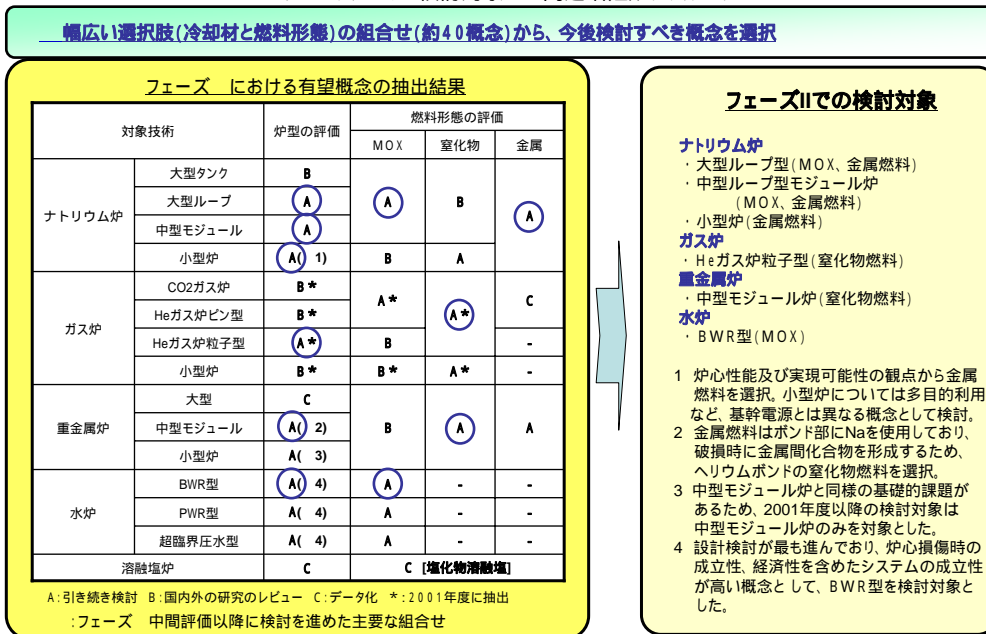 幅広い選択肢(冷却材と燃料形態)の組合せ(約40概念)から、今後検討すべき概念を選択
フェーズ における有望概念の抽出結果
対象技術 炉型の評価 燃料形態の評価
MOX 窒化物 金属
ナトリウム炉 大型タンク B A B A
大型ループ A
中型モジュール A
小型炉 A( 1) B A
ガス炉 CO2ガス炉 B* A* A* C
Heガス炉ピン型 B*
Heガス炉粒子型 A* B -
小型炉 B* B* A* -
重金属炉 大型 C B A A
中型モジュール A( 2)
小型炉 A( 3)
水炉 BWR型 A( 4) A - -
PWR型 A( 4) A - -
超臨界圧水型 A( 4) A - -
溶融塩炉 C C [塩化物溶融塩]
A:引き続き検討 B:国内外の研究のレビュー C:データ化 *:2001年度に抽出
:フェーズ 中間評価以降に検討を進めた主要な組合せ
フェーズIIでの検討対象
ナトリウム炉
・大型ループ型(MOX、金属燃料)
・中型ループ型モジュール炉
(MOX、金属燃料)
・小型炉(金属燃料)
ガス炉
・Heガス炉粒子型(窒化物燃料)
重金属炉
・中型モジュール炉(窒化物燃料)
水炉
・BWR型(MOX)
1 炉心性能及び実現可能性の観点から金属
燃料を選択。小型炉については多目的利用
など、基幹電源とは異なる概念として検討。
2 金属燃料はボンド部にNaを使用しており、
破損時に金属間化合物を形成するため、
ヘリウムボンドの窒化物燃料を選択。
3 中型モジュール炉と同様の基礎的課題が
あるため、2001年度以降の検討対象は
中型モジュール炉のみを対象とした。
4 設計検討が最も進んでおり、炉心損傷時の
成立性、経済性を含めたシステムの成立性
が高い概念として、BWR型を検討対象と
した。